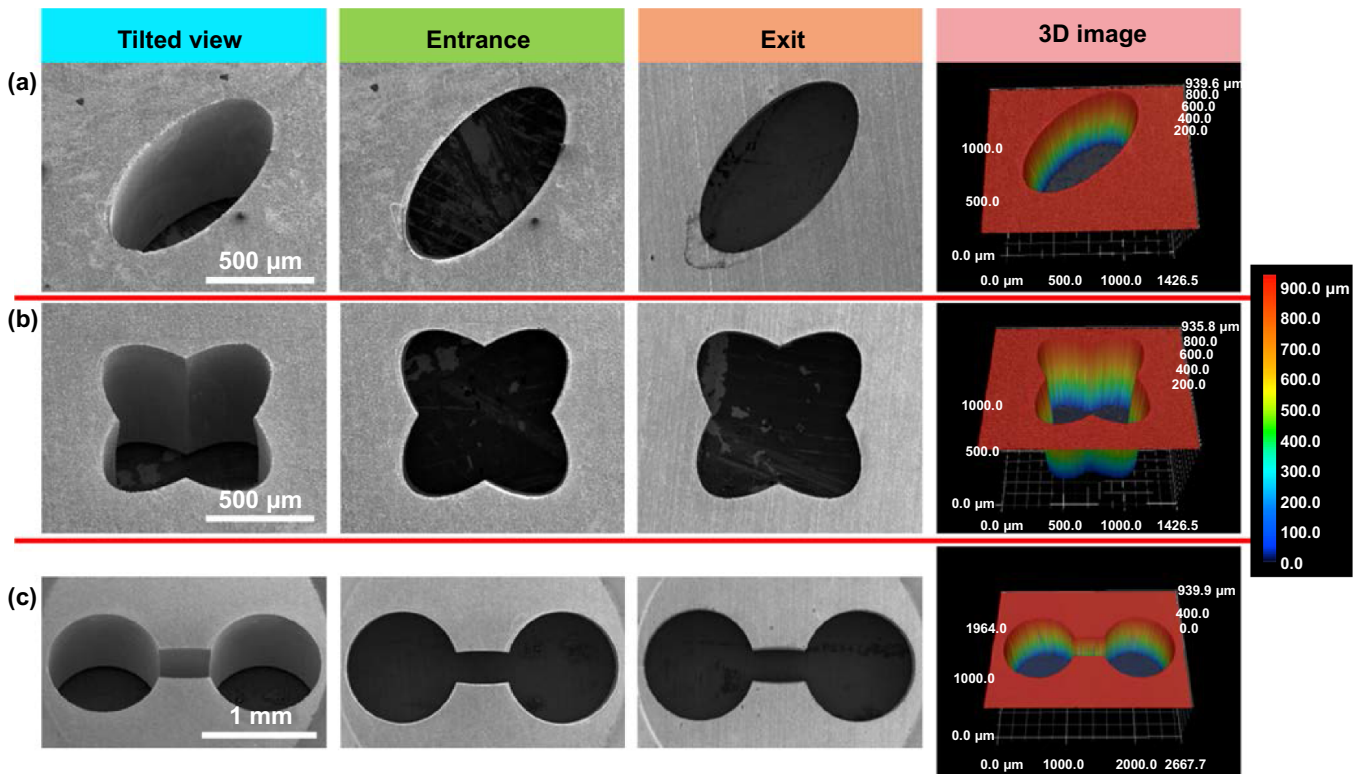 Tilted view
Entrance
Exit
3D image
(a)
500 µm
939.6 µm
800.0
600.0
400.0
200.0
1000.0
500.0
0.0 µm
0.0 µm 500.0 1000.0 1426.5
(b)
500 µm
935.8 µm
800.0
600.0
400.0
200.0
1000.0
500.0
0.0 µm
0.0 µm 500.0 1000.0 1426.5
900.0 µm
800.0
700.0
600.0
500.0
400.0
300.0
200.0
100.0
0.0
(c)
1 mm
939.9 µm
400.0
0.0
1964.0
1000.0
0.0 µm
0.0 µm 1000.0 2000.0 2667.7